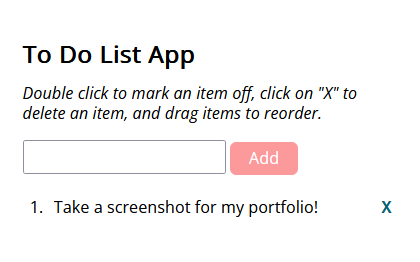 To Do List App
Double click to mark an item off, click on "X" to
delete an item, and drag items to reorder.
Add
1. Take a screenshot for my portfolio! X